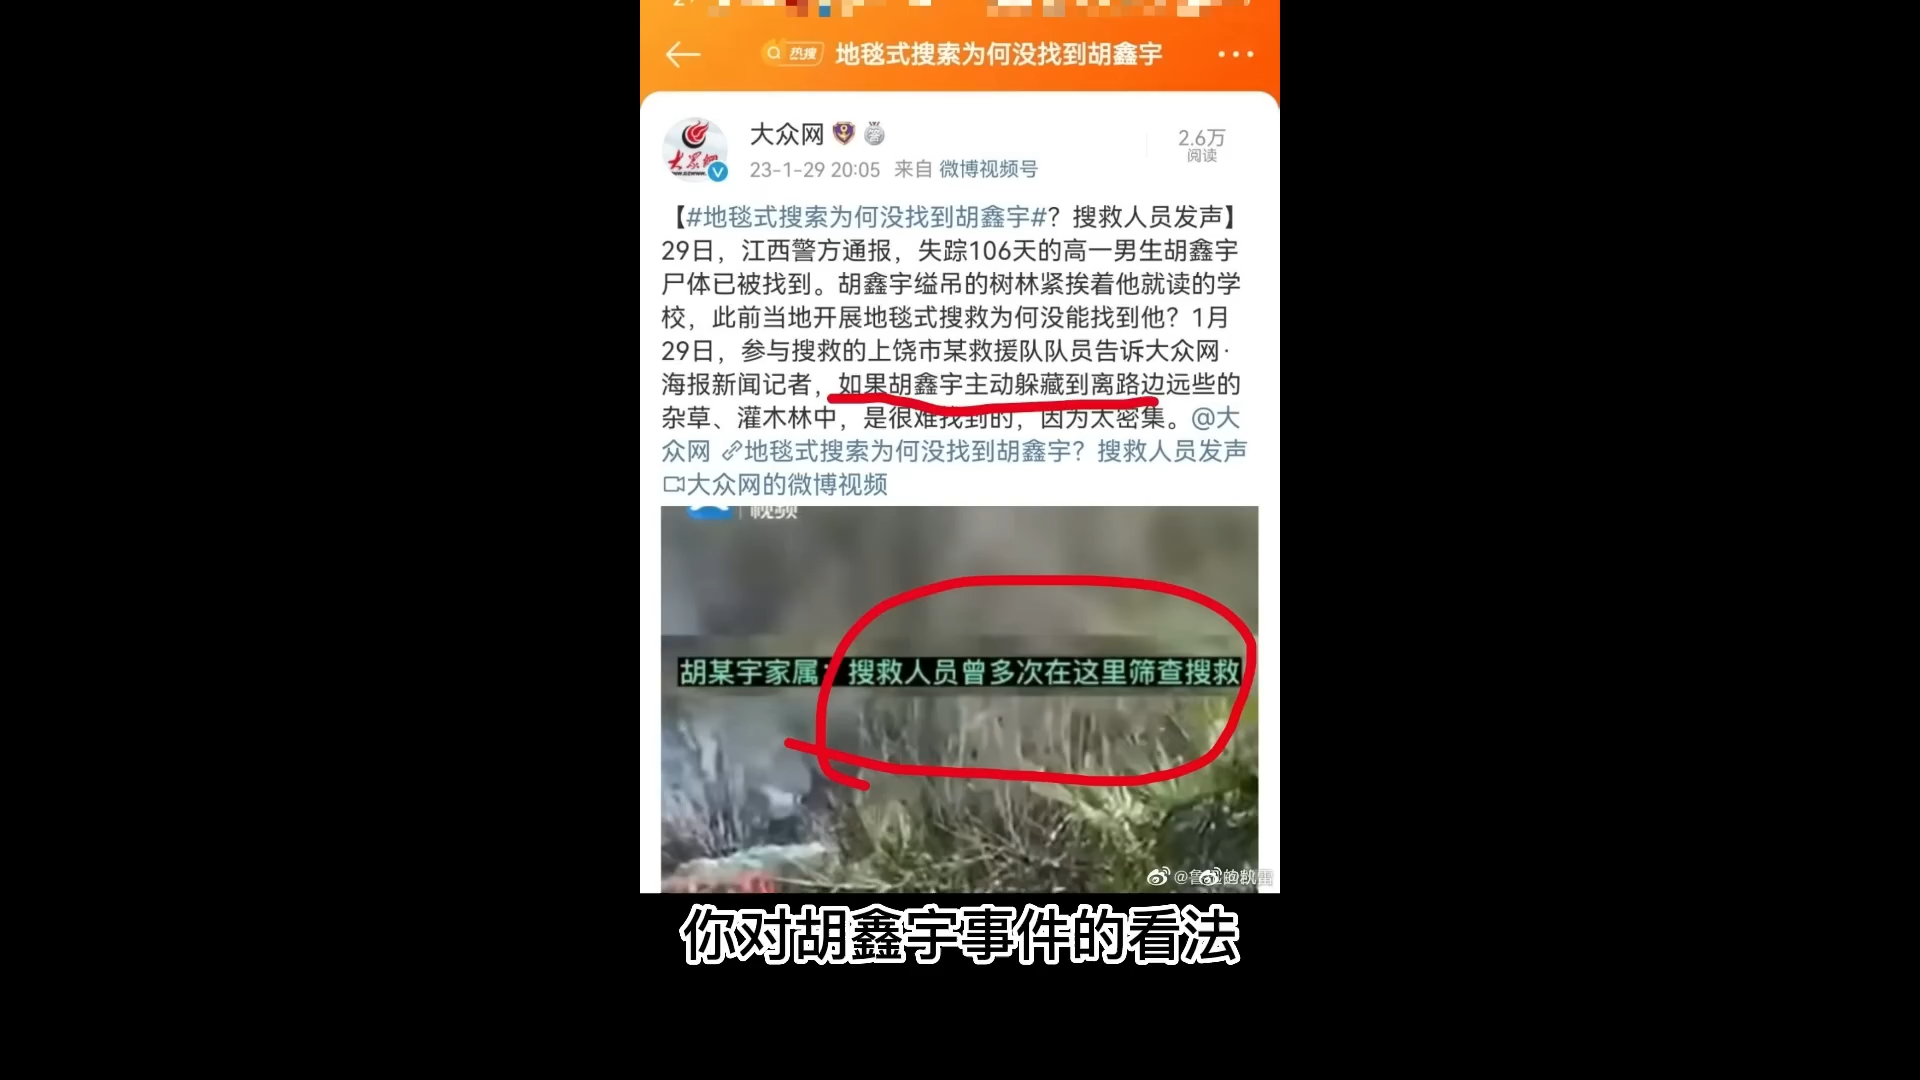 热搜 地毯式搜索为何没找到胡鑫宇
大众网
2.6万
阅读
23-1-29 20:05 来自 微博视频号
【#地毯式搜索为何没找到胡鑫宇#？搜救人员发声】
29日，江西警方通报，失踪106天的高一男生胡鑫宇
尸体已被找到。胡鑫宇缢吊的树林紧挨着他就读的学
校，此前当地开展地毯式搜救为何没能找到他？1月
29日，参与搜救的上饶市某救援队队员告诉大众网·
海报新闻记者，如果胡鑫宇主动躲藏到离路边远些的
杂草、灌木林中，是很难找到的，因为太密集。@大
众网 地毯式搜索为何没找到胡鑫宇？搜救人员发声
大众网的微博视频
视频
胡某宇家属：搜救人员曾多次在这里筛查搜救
你对胡鑫宇事件的看法